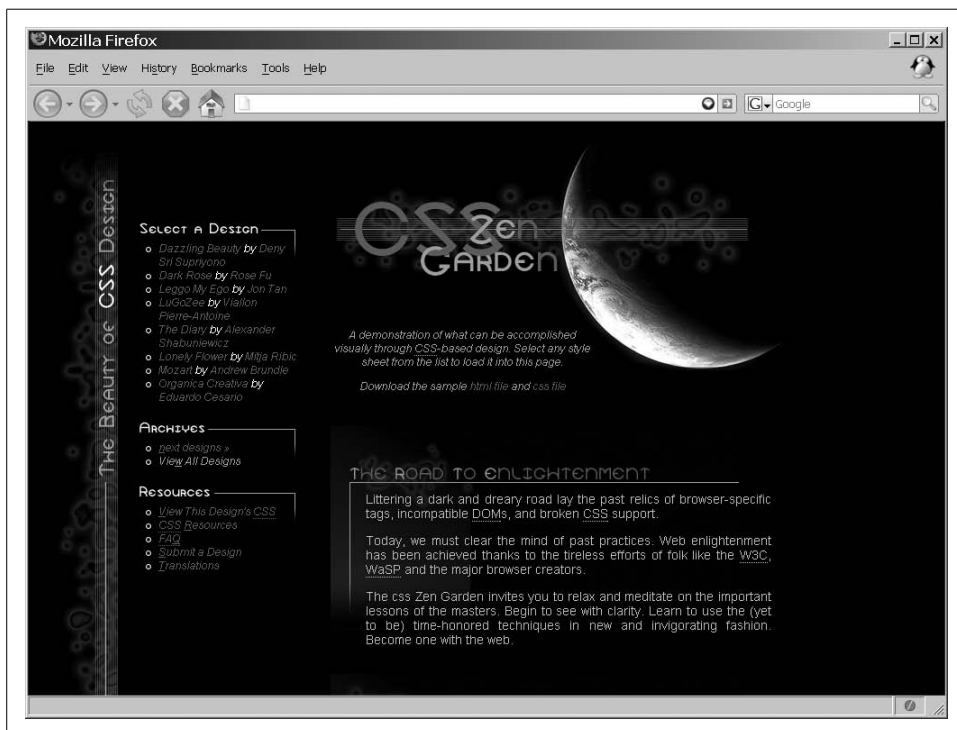 Mozilla Firefox
File Edit View History Bookmarks Tools Help
G Google
The Beauty of CSS Design
CSS Zen
Garden
Select a Design
Dazzling Beauty by Deny
Sri Supriyono
Dark Rose by Rose Fu
Leggo My Ego by Jon Tan
LuGoZee by Viallon
Pierre-Antoine
The Diary by Alexander
Shabuniewicz
Lonely Flower by Mitja Ribic
Mozart by Andrew Brundle
Organica Creativa by
Eduardo Cesario
Archives
next designs »
View All Designs
Resources
View This Design's CSS
CSS Resources
FAQ
Submit a Design
Translations
A demonstration of what can be accomplished
visually through CSS-based design. Select any style
sheet from the list to load it into this page.
Download the sample html file and css file
The Road to Enlightenment
Littering a dark and dreary road lay the past relics of browser-specific
tags, incompatible DOMs, and broken CSS support.
Today, we must clear the mind of past practices. Web enlightenment
has been achieved thanks to the tireless efforts of folk like the W3C,
WaSP and the major browser creators.
The css Zen Garden invites you to relax and meditate on the important
lessons of the masters. Begin to see with clarity. Learn to use the (yet
to be) time-honored techniques in new and invigorating fashion.
Become one with the web.